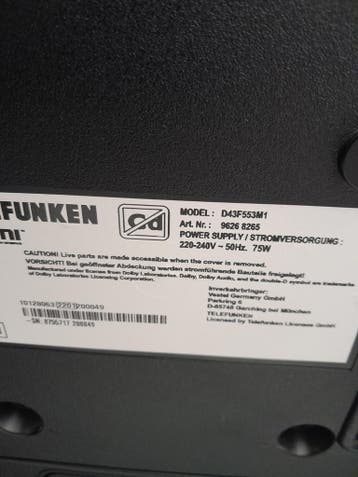 EFUNKEN
Cd
MODEL : D43F553M1
Art. Nr.: 9626 8265
POWER SUPPLY / STROMVERSORGUNG :
220-240V ~ 50Hz. 75W
CAUTION! Live parts are made accessible when the cover is removed.
VORSICHT! Bei geöffneter Abdeckung werden stromführende Bauteile freigelegt!
Manufactured under license from Dolby Laboratories. Dolby, Dolby Audio, and the double-D symbol are trademarks
of Dolby Laboratories Licensing Corporation.
Inverkehrbringer:
Vestel Germany GmbH
Parkring 6
D-85748 Garching bei München
TELEFUNKEN
Licensed by Telefunken Licenses GmbH